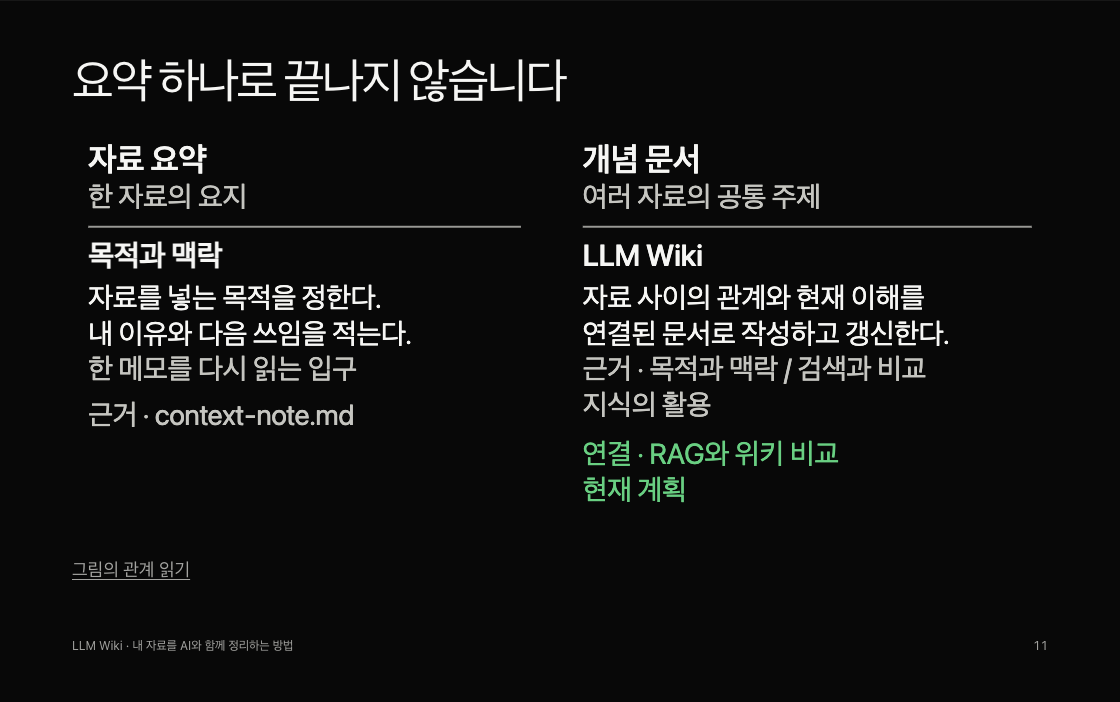 요약 하나로 끝나지 않습니다
자료 요약
한 자료의 요지
목적과 맥락
자료를 넣는 목적을 정한다.
내 이유와 다음 쓰임을 적는다.
한 메모를 다시 읽는 입구
근거 · context-note.md
개념 문서
여러 자료의 공통 주제
LLM Wiki
자료 사이의 관계와 현재 이해를
연결된 문서로 작성하고 갱신한다.
근거 · 목적과 맥락 / 검색과 비교
지식의 활용
연결 · RAG와 위키 비교
현재 계획
그림의 관계 읽기
LLM Wiki · 내 자료를 AI와 함께 정리하는 방법
11